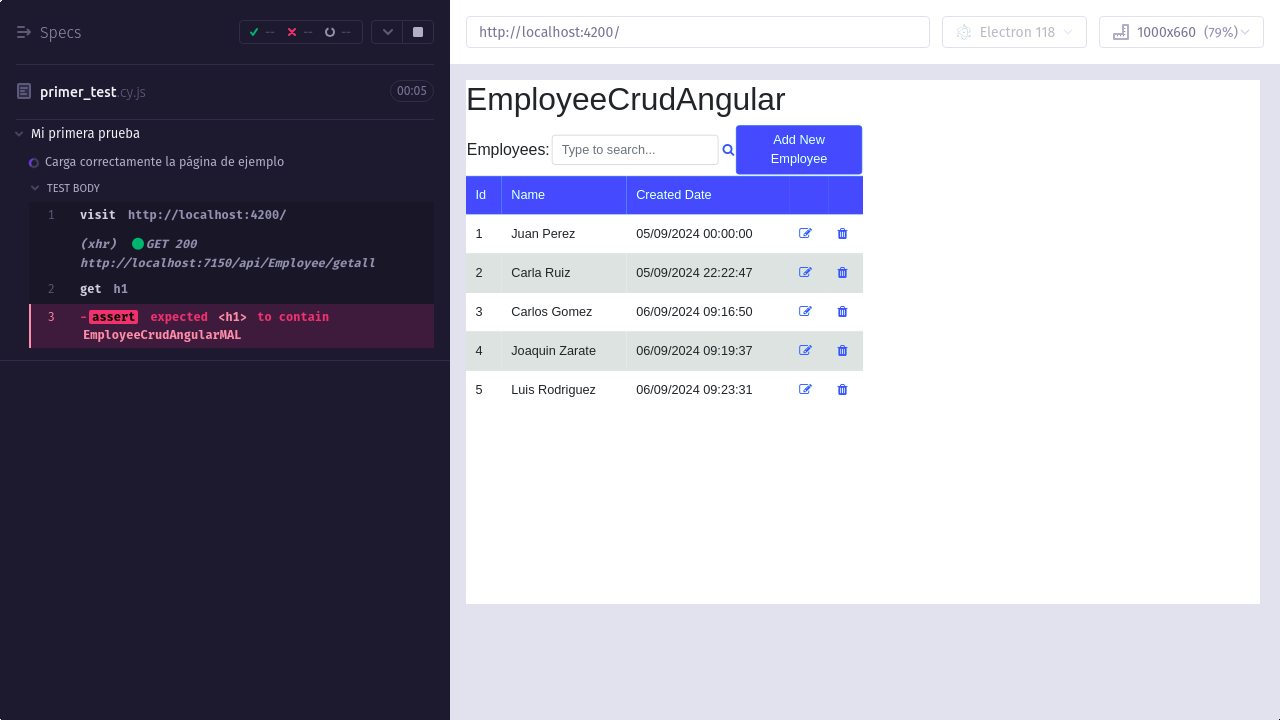 Specs
--
--
--
primer_test.cy.js
00:05
Mi primera prueba
Carga correctamente la página de ejemplo
TEST BODY
1 visit http://localhost:4200/
(xhr) GET 200
http://localhost:7150/api/Employee/getall
2 get h1
3 -assert expected <h1> to contain
EmployeeCrudAngularMAL
http://localhost:4200/
Electron 118
1000x660 (79%)
EmployeeCrudAngular
Employees: Type to search... Add New
Employee
Id Name Created Date
1 Juan Perez 05/09/2024 00:00:00
2 Carla Ruiz 05/09/2024 22:22:47
3 Carlos Gomez 06/09/2024 09:16:50
4 Joaquin Zarate 06/09/2024 09:19:37
5 Luis Rodriguez 06/09/2024 09:23:31